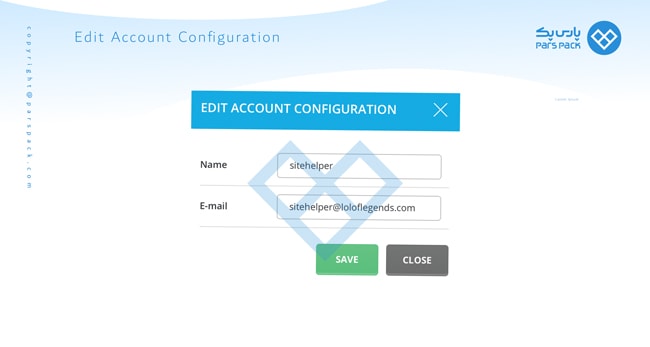 Edit Account Configuration
پارس‌پک
PARS PACK
copyright@parspack.com
EDIT ACCOUNT CONFIGURATION
Name
sitehelper
E-mail
sitehelper@loloflegends.com
SAVE
CLOSE